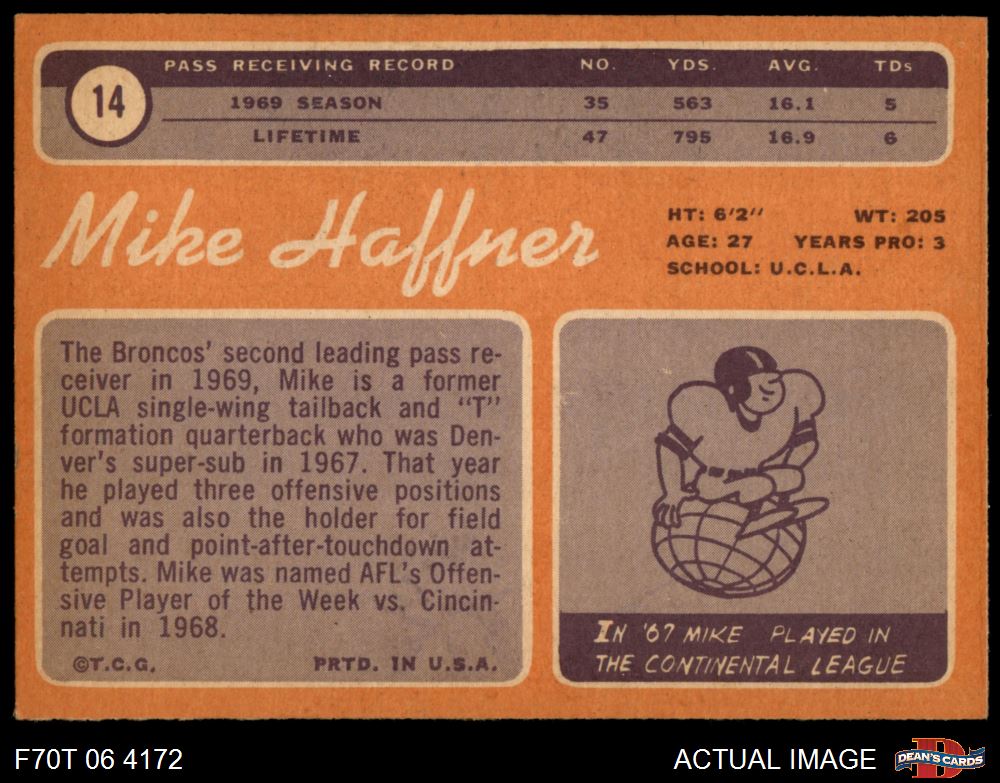 PASS RECEIVING RECORD NO. YDS. AVG. TDs
14
1969 SEASON 35 563 16.1 5
LIFETIME 47 795 16.9 6
Mike Haffner
HT: 6'2" WT: 205
AGE: 27 YEARS PRO: 3
SCHOOL: U.C.L.A.
The Broncos' second leading pass re-
ceiver in 1969, Mike is a former
UCLA single-wing tailback and "T"
formation quarterback who was Den-
ver's super-sub in 1967. That year
he played three offensive positions
and was also the holder for field
goal and point-after-touchdown at-
tempts. Mike was named AFL's Offen-
sive Player of the Week vs. Cincin-
nati in 1968.
©T.C.G. PRTD. IN U.S.A.
IN '67 MIKE PLAYED IN
THE CONTINENTAL LEAGUE
F70T 06 4172
ACTUAL IMAGE
D
DEAN'S CARDS